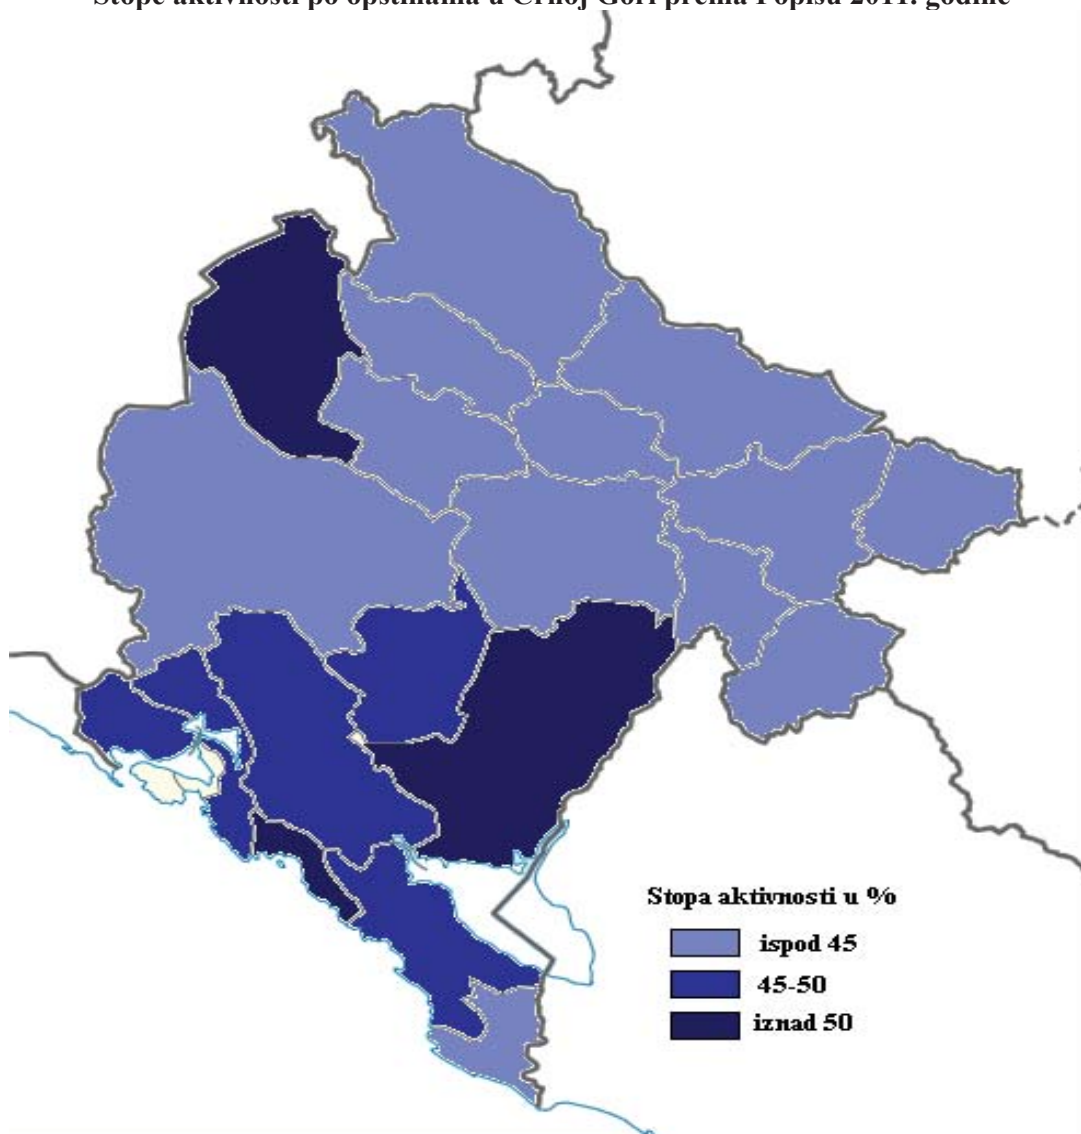 Stope aktivnosti po opštinama u Crnoj Gori prema Popisu 2011. godine
Stopa aktivnosti u %
ispod 45
45-50
iznad 50